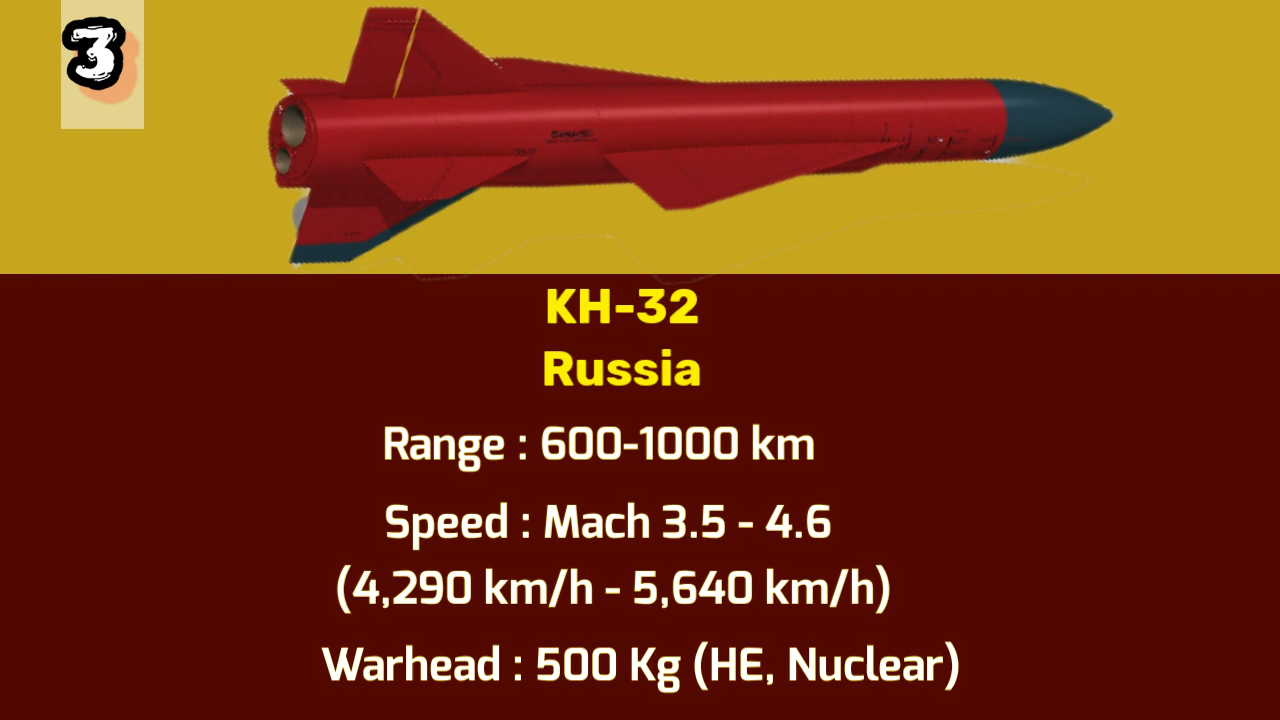 3
KH-32
Russia
Range : 600-1000 km
Speed : Mach 3.5 - 4.6
(4,290 km/h - 5,640 km/h)
Warhead : 500 Kg (HE, Nuclear)